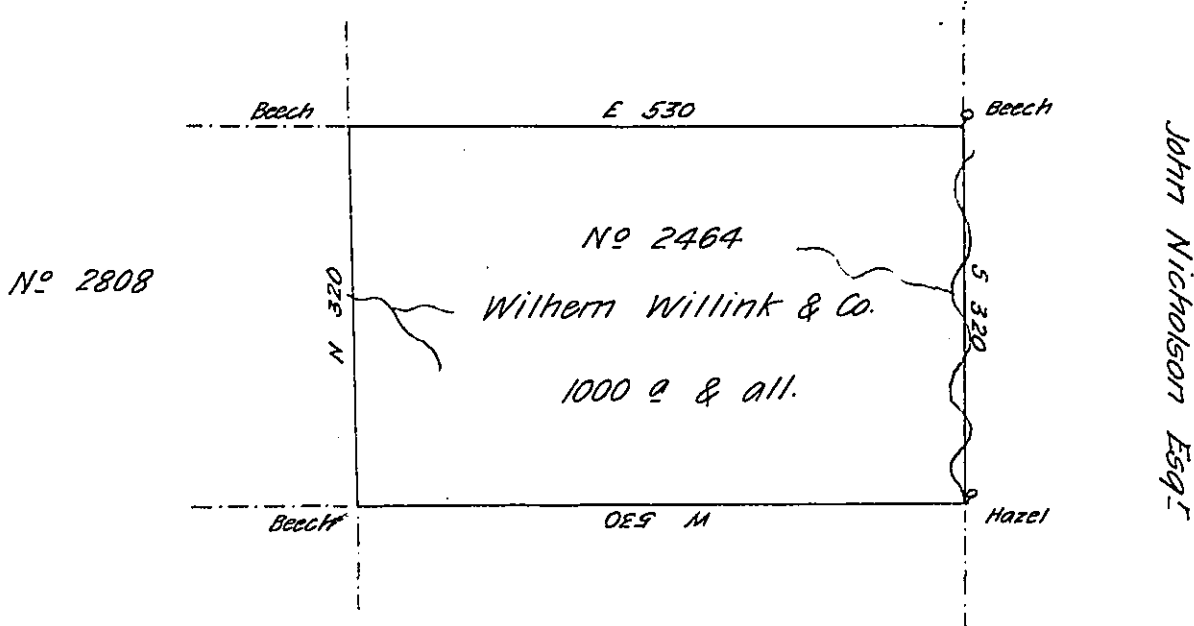 Beech E 530 Beech
Nº 2464
Nº 2808
N 320
Wilhem Willink & Co.
S 320
1000 a & all.
John Nicholson Esqr
Beech W 530 Hazel